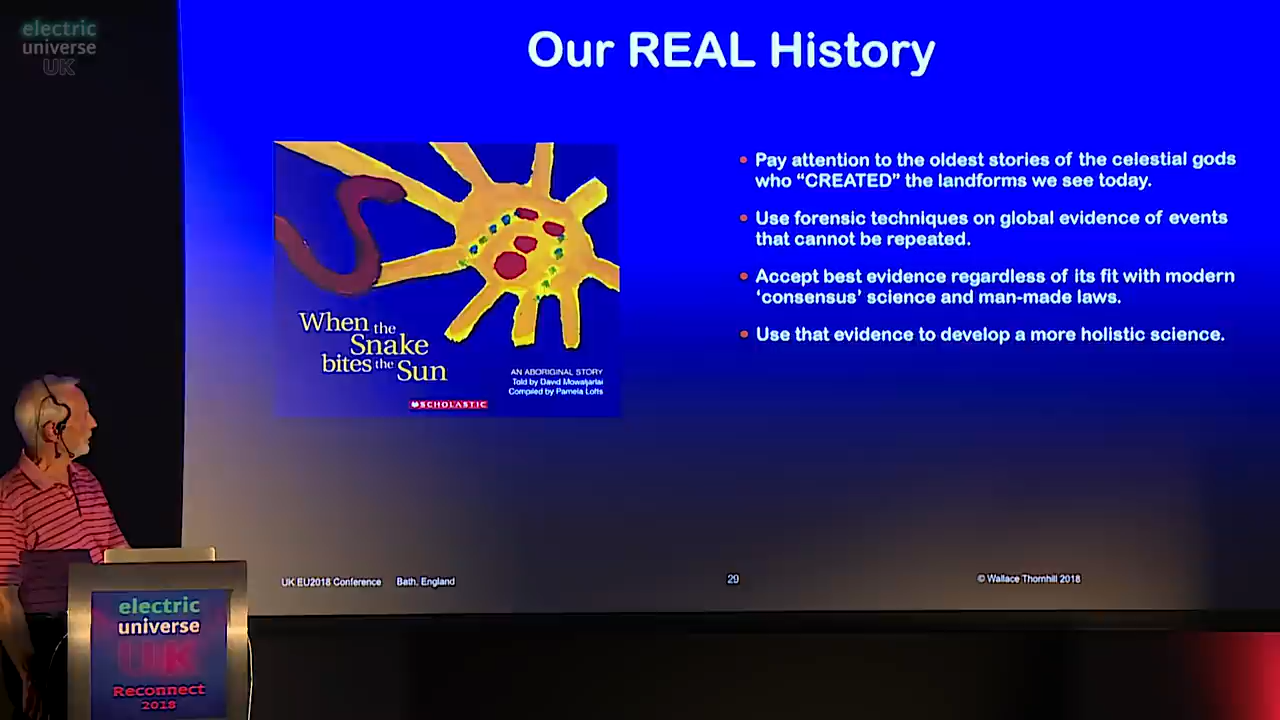 electric
universe
UK
Our REAL History
Pay attention to the oldest stories of the celestial gods
who “CREATED” the landforms we see today.
Use forensic techniques on global evidence of events
that cannot be repeated.
Accept best evidence regardless of its fit with modern
‘consensus’ science and man-made laws.
Use that evidence to develop a more holistic science.
When the
Snake
bites the Sun
AN ABORIGINAL STORY
Told by David Mowaljarlai
Compiled by Pamela Lofts
SCHOLASTIC
UK EU2018 Conference Bath, England
29
© Wallace Thornhill 2018
electric
universe
UK
Reconnect
2018